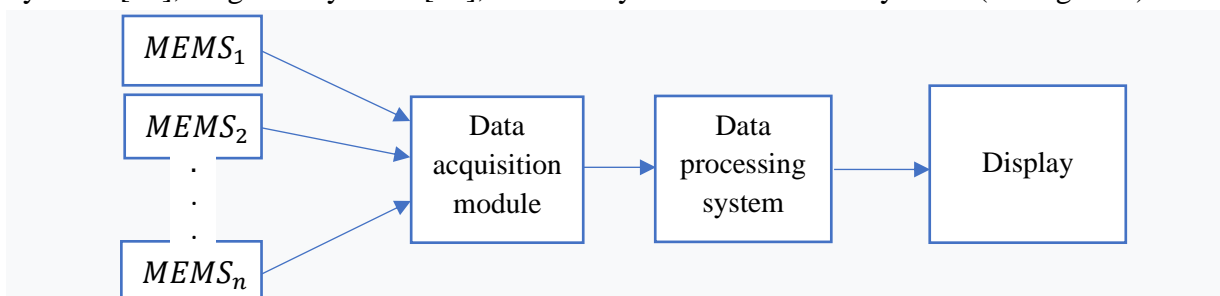 MEMS₁
MEMS₂
.
.
.
MEMSₙ
Data
acquisition
module
Data
processing
system
Display